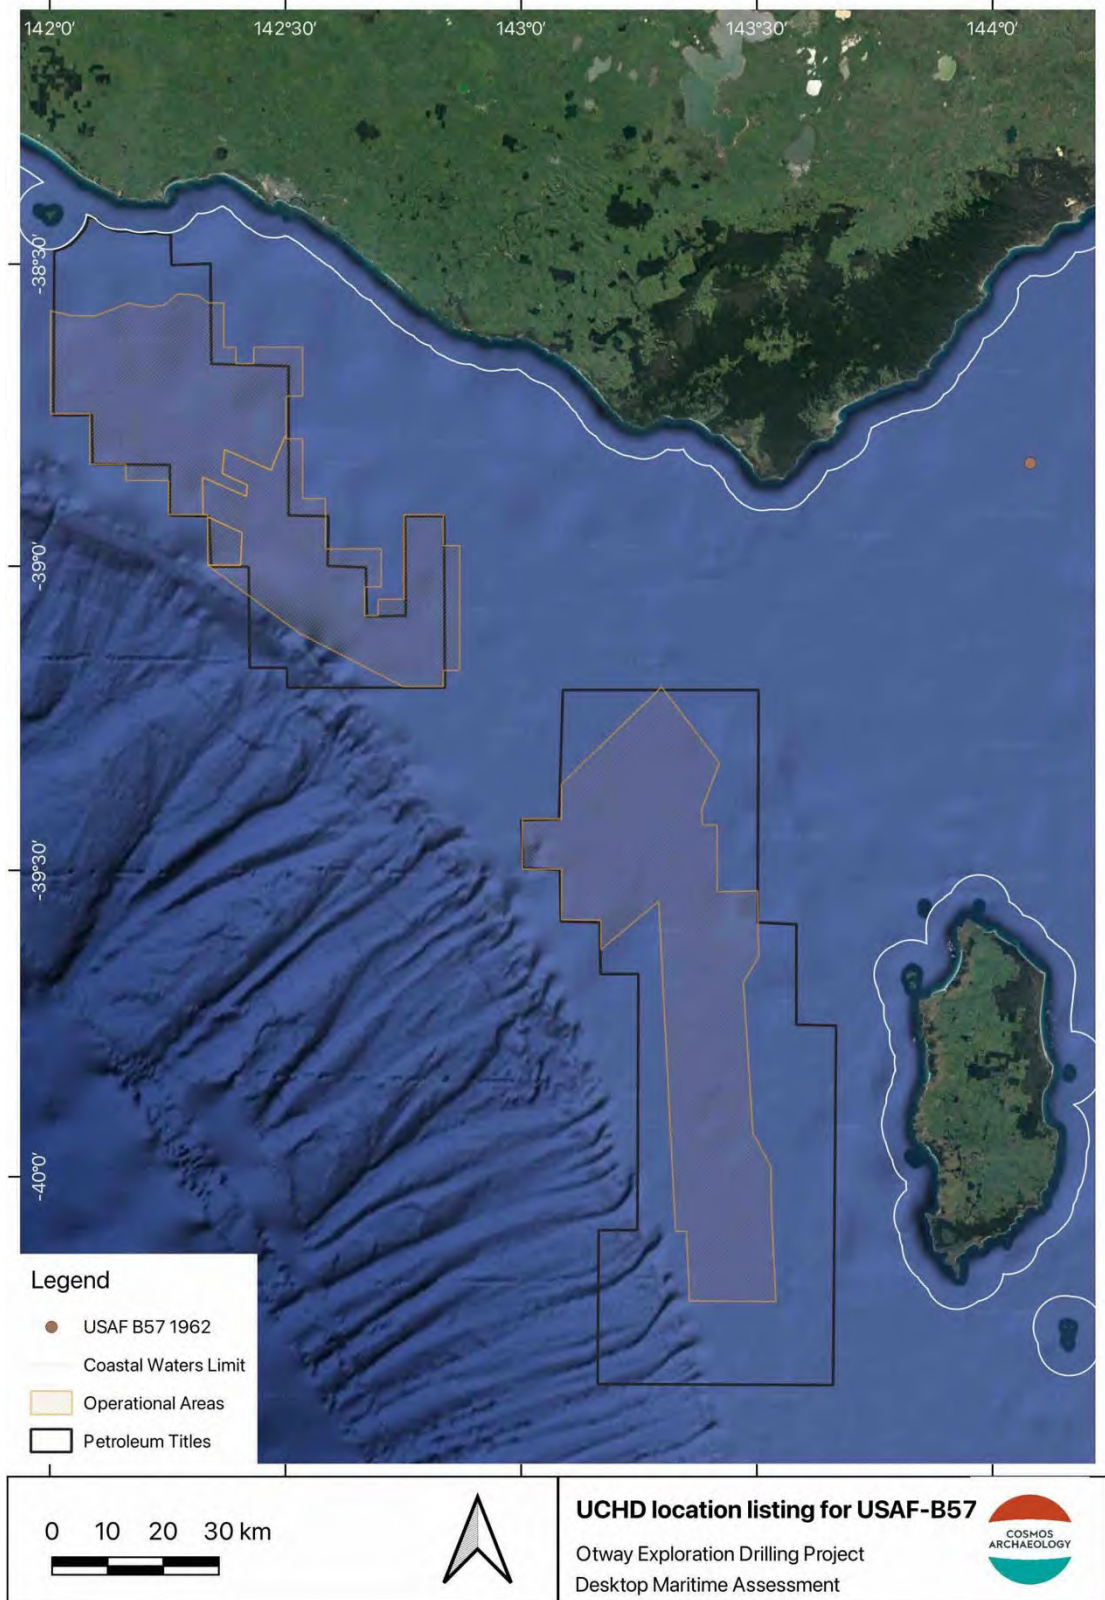 142°0′ 142°30′ 143°0′ 143°30′ 144°0′
-38°30′
-39°0′
-39°30′
-40°0′
Legend
USAF B57 1962
Coastal Waters Limit
Operational Areas
Petroleum Titles
0 10 20 30 km
UCHD location listing for USAF-B57
Otway Exploration Drilling Project
Desktop Maritime Assessment
COSMOS
ARCHAEOLOGY